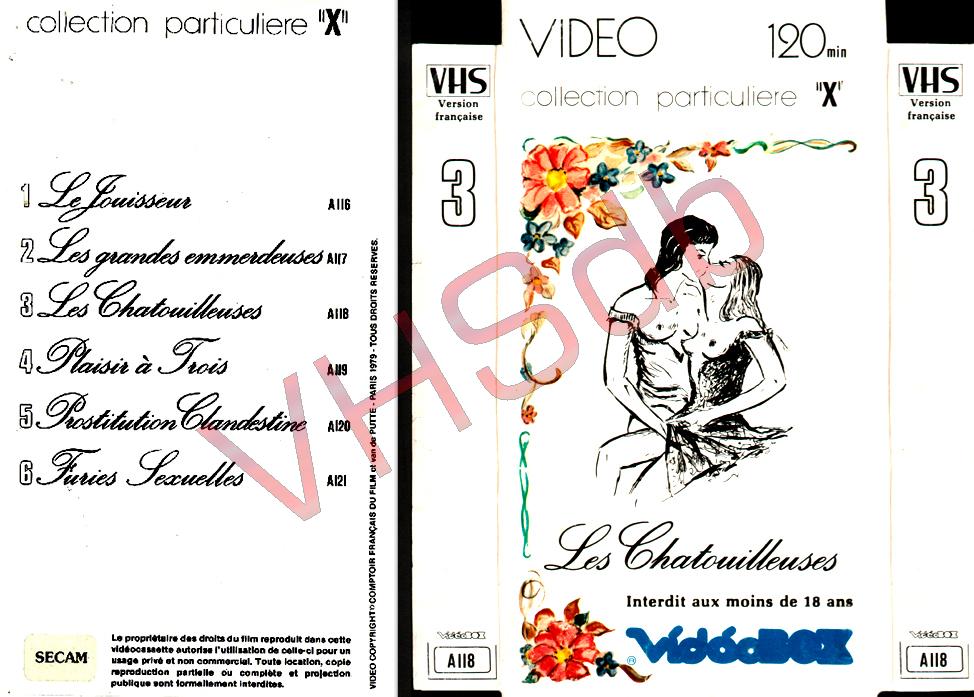 collection particuliere "X"
1 Le Jouisseur A116
2 Les grandes emmerdeuses A117
3 Les Chatouilleuses A118
4 Plaisir à Trois A119
5 Prostitution Clandestine A120
6 Furies Sexuelles A121
SECAM
Le propriétaire des droits du film reproduit dans cette
vidéocassette autorise l'utilisation de celle-ci pour un
usage privé et non commercial. Toute location, copie
reproduction partielle ou complète et projection
publique sont formellement interdites.
VIDEO COPYRIGHT © COMPTOIR FRANÇAIS DU FILM et van de PUTTE - PARIS 1979 - TOUS DROITS RESERVES.
VHS
Version
française
3
VidéoBOX
A118
VIDEO 120 min
collection particuliere "X"
Les Chatouilleuses
Interdit aux moins de 18 ans
® VidéoBOX
VHS
Version
française
3
VidéoBOX
A118
VHSdb